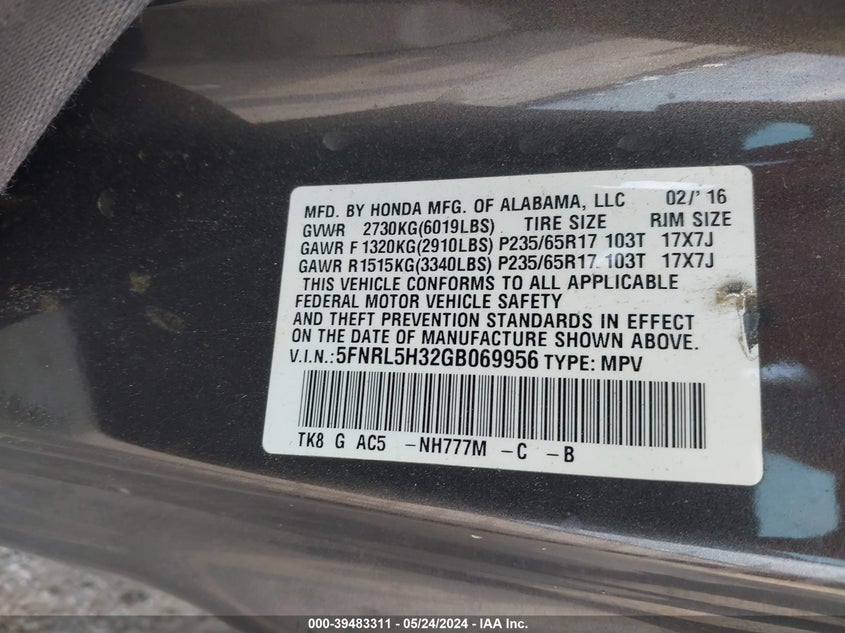 MFD. BY HONDA MFG. OF ALABAMA, LLC 02/' 16
GVWR 2730KG(6019LBS) TIRE SIZE RIM SIZE
GAWR F 1320KG(2910LBS) P235/65R17 103T 17X7J
GAWR R1515KG(3340LBS) P235/65R17 103T 17X7J
THIS VEHICLE CONFORMS TO ALL APPLICABLE
FEDERAL MOTOR VEHICLE SAFETY
AND THEFT PREVENTION STANDARDS IN EFFECT
ON THE DATE OF MANUFACTURE SHOWN ABOVE.
V.I.N.:5FNRL5H32GB069956 TYPE: MPV
TK8 G AC5 -NH777M -C -B
000-39483311 - 05/24/2024 - IAA Inc.